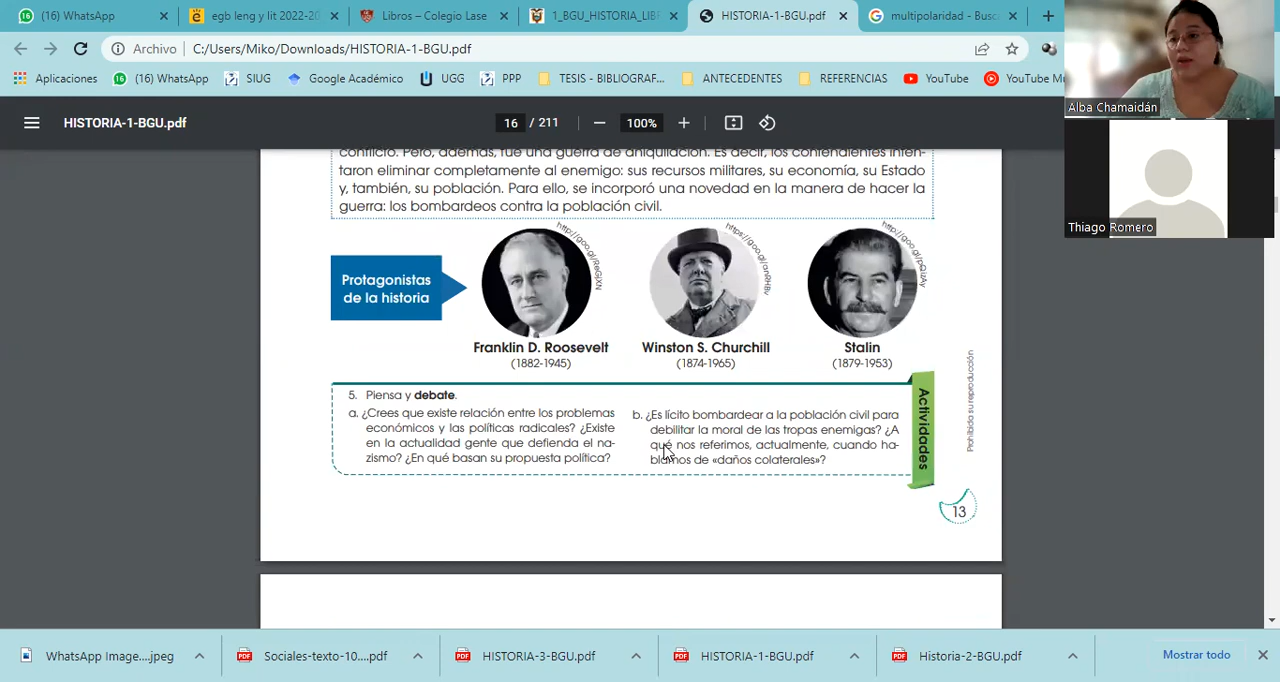 (16) WhatsApp
egb leng y lit 2022-20
Libros – Colegio Lase
1_BGU_HISTORIA_LIB
HISTORIA-1-BGU.pdf
multipolaridad - Busc
Archivo
C:/Users/Miko/Downloads/HISTORIA-1-BGU.pdf
Aplicaciones
(16) WhatsApp
SIUG
Google Académico
UGG
PPP
TESIS - BIBLIOGRAF...
ANTECEDENTES
REFERENCIAS
YouTube
YouTube Mu
Alba Chamaidán
Thiago Romero
HISTORIA-1-BGU.pdf
16 / 211
100%
conflicto. Pero, además, fue una guerra de aniquilación. Es decir, los contendientes inten-
taron eliminar completamente al enemigo: sus recursos militares, su economía, su Estado
y, también, su población. Para ello, se incorporó una novedad en la manera de hacer la
guerra: los bombardeos contra la población civil.
Protagonistas
de la historia
Franklin D. Roosevelt
(1882-1945)
Winston S. Churchill
(1874-1965)
Stalin
(1879-1953)
5. Piensa y debate.
a. ¿Crees que existe relación entre los problemas
económicos y las políticas radicales? ¿Existe
en la actualidad gente que defienda el na-
zismo? ¿En qué basan su propuesta política?
b. ¿Es lícito bombardear a la población civil para
debilitar la moral de las tropas enemigas? ¿A
qué nos referimos, actualmente, cuando ha-
blamos de «daños colaterales»?
Actividades
Prohibida su reproducción
13
WhatsApp Image....jpeg
Sociales-texto-10....pdf
HISTORIA-3-BGU.pdf
HISTORIA-1-BGU.pdf
Historia-2-BGU.pdf
Mostrar todo